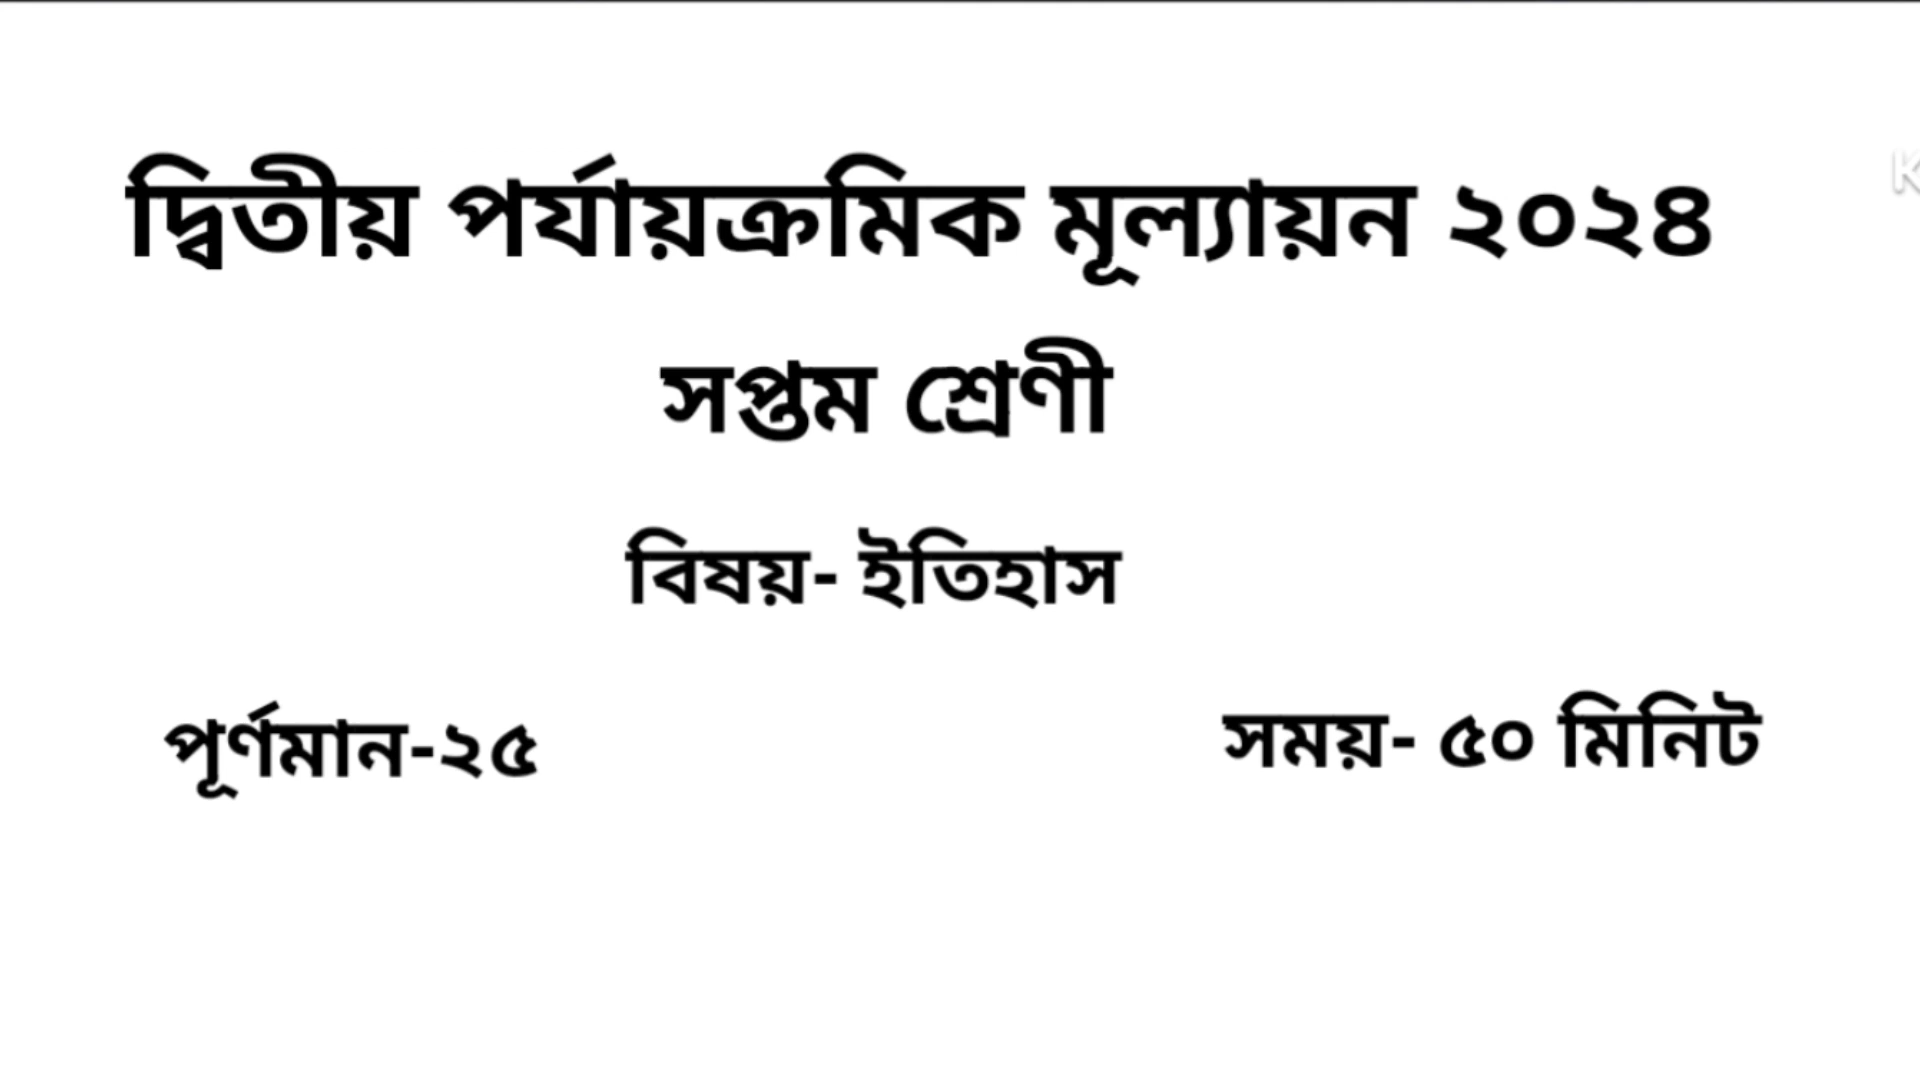 দ্বিতীয় পর্যায়ক্রমিক মূল্যায়ন ২০২৪
সপ্তম শ্রেণী
বিষয়- ইতিহাস
পূর্ণমান-২৫ সময়- ৫০ মিনিট